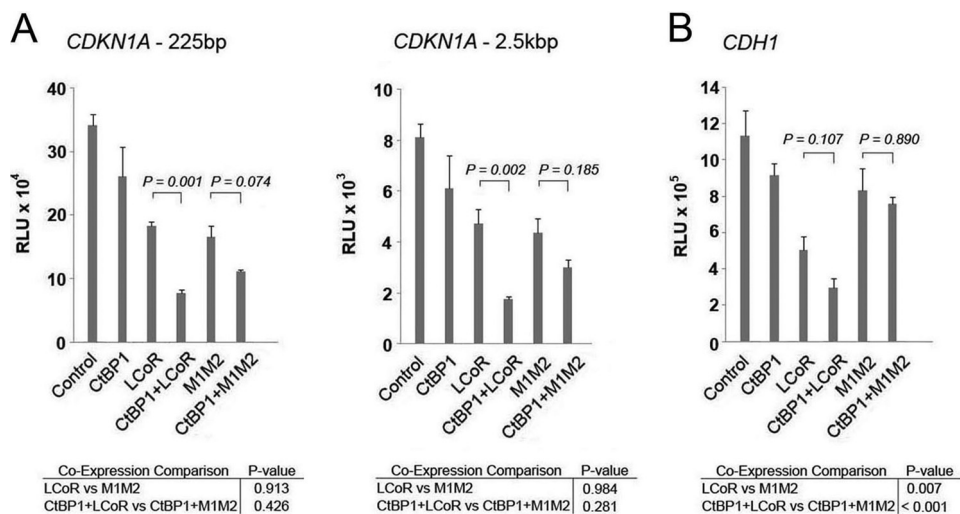 A
CDKN1A - 225bp
RLU x 10⁴
40
30
20
10
0
P = 0.001
P = 0.074
Control
CtBP1
LCoR
CtBP1+LCoR
M1M2
CtBP1+M1M2
Co-Expression Comparison P-value
LCoR vs M1M2 0.913
CtBP1+LCoR vs CtBP1+M1M2 0.426
CDKN1A - 2.5kbp
RLU x 10³
10
8
6
4
2
0
P = 0.002
P = 0.185
Control
CtBP1
LCoR
CtBP1+LCoR
M1M2
CtBP1+M1M2
Co-Expression Comparison P-value
LCoR vs M1M2 0.984
CtBP1+LCoR vs CtBP1+M1M2 0.281
B
CDH1
RLU x 10⁵
14
12
10
8
6
4
2
0
P = 0.107
P = 0.890
Control
CtBP1
LCoR
CtBP1+LCoR
M1M2
CtBP1+M1M2
Co-Expression Comparison P-value
LCoR vs M1M2 0.007
CtBP1+LCoR vs CtBP1+M1M2 < 0.001